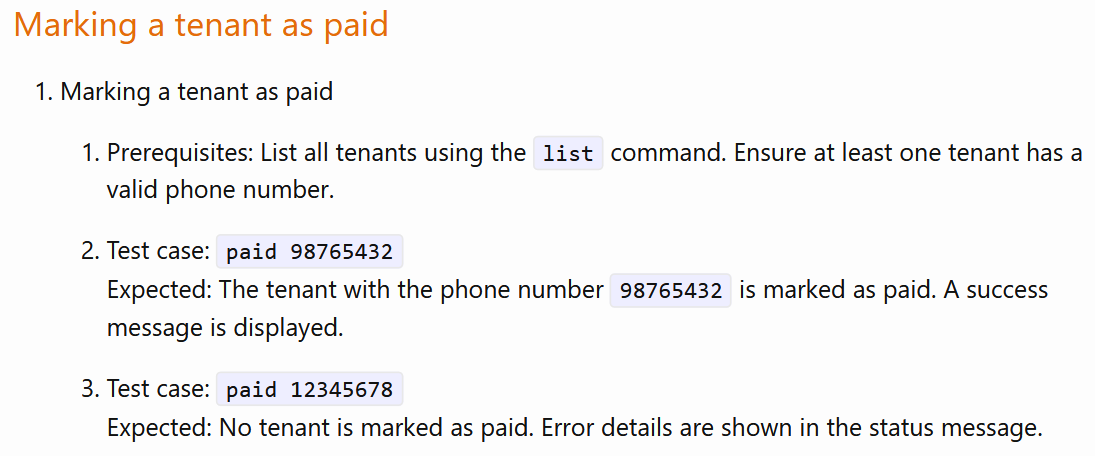 Marking a tenant as paid
1. Marking a tenant as paid
1. Prerequisites: List all tenants using the list command. Ensure at least one tenant has a
valid phone number.
2. Test case: paid 98765432
Expected: The tenant with the phone number 98765432 is marked as paid. A success
message is displayed.
3. Test case: paid 12345678
Expected: No tenant is marked as paid. Error details are shown in the status message.